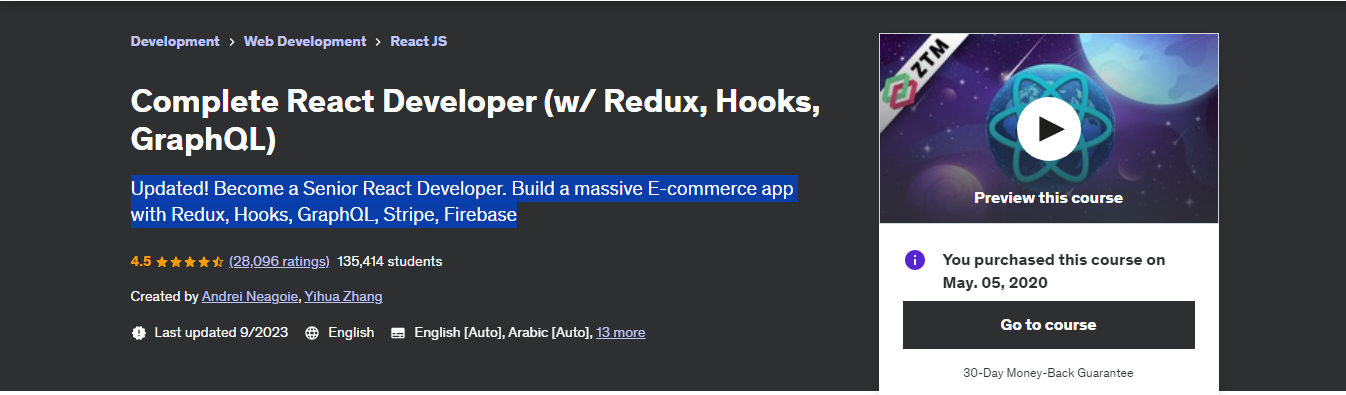 Development > Web Development > React JS
Complete React Developer (w/ Redux, Hooks,
GraphQL)
Updated! Become a Senior React Developer. Build a massive E-commerce app
with Redux, Hooks, GraphQL, Stripe, Firebase
4.5 (28,096 ratings) 135,414 students
Created by Andrei Neagoie, Yihua Zhang
Last updated 9/2023 English English [Auto], Arabic [Auto], 13 more
ZTM
Preview this course
You purchased this course on
May. 05, 2020
Go to course
30-Day Money-Back Guarantee